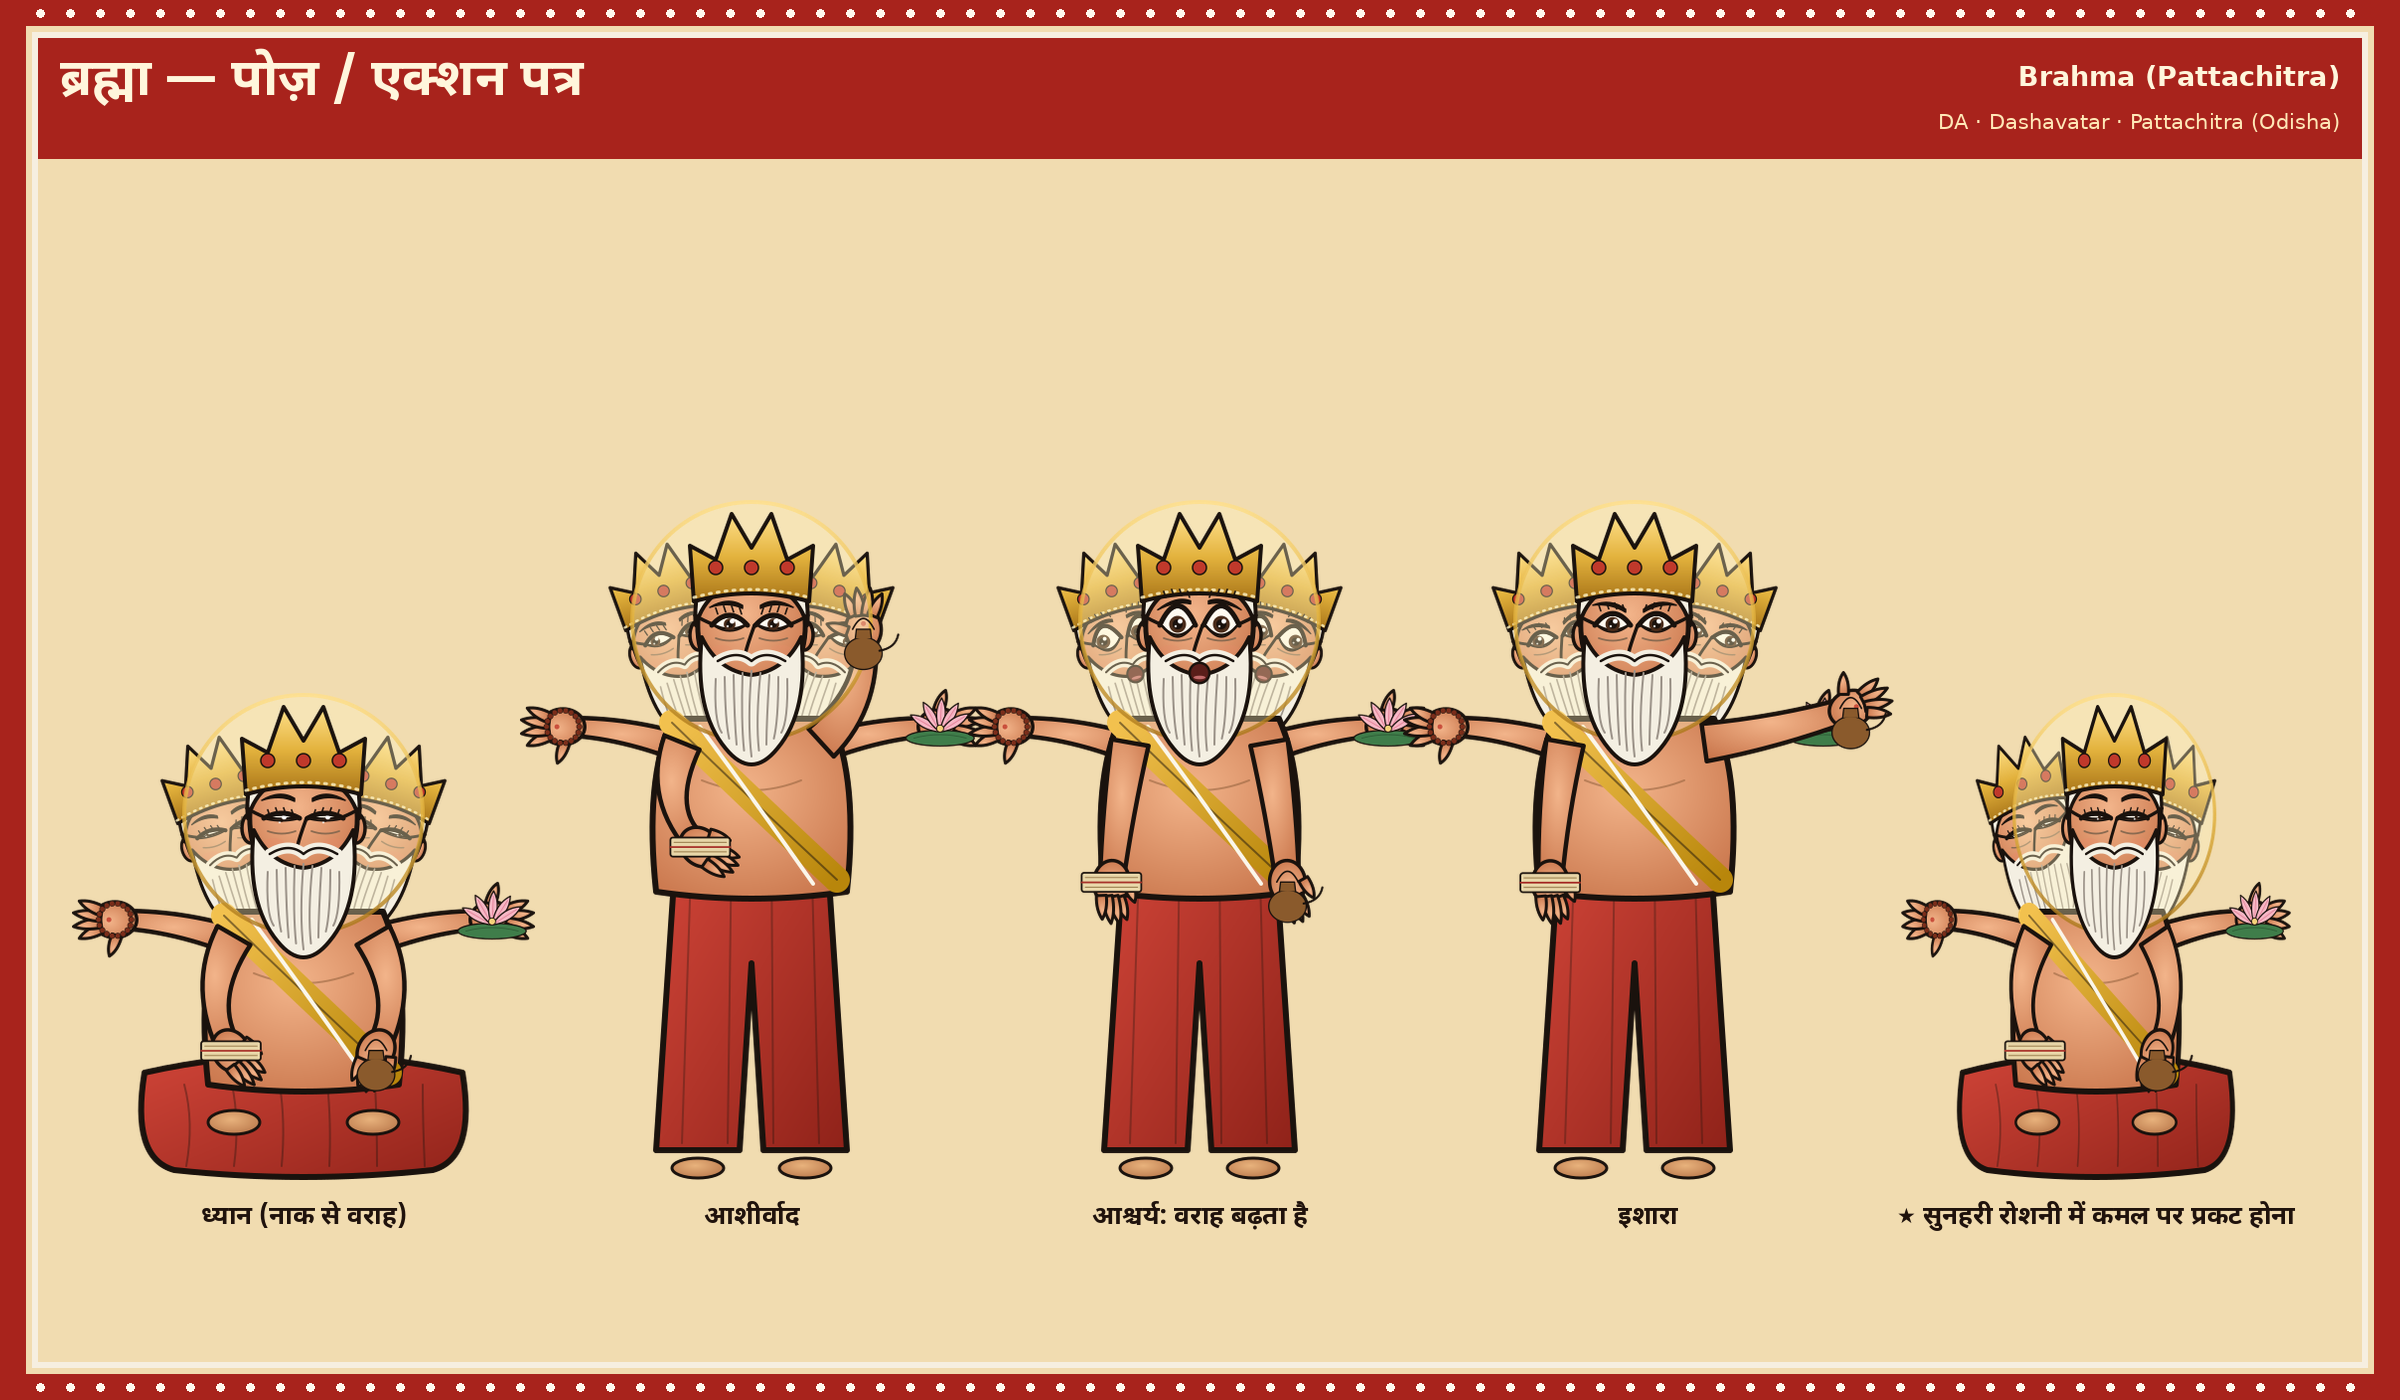 ब्रह्मा — पोज़ / एक्शन पत्र
Brahma (Pattachitra)
DA · Dashavatar · Pattachitra (Odisha)
ध्यान (नाक से वराह)
आशीर्वाद
आश्चर्य: वराह बढ़ता है
इशारा
★ सुनहरी रोशनी में कमल पर प्रकट होना